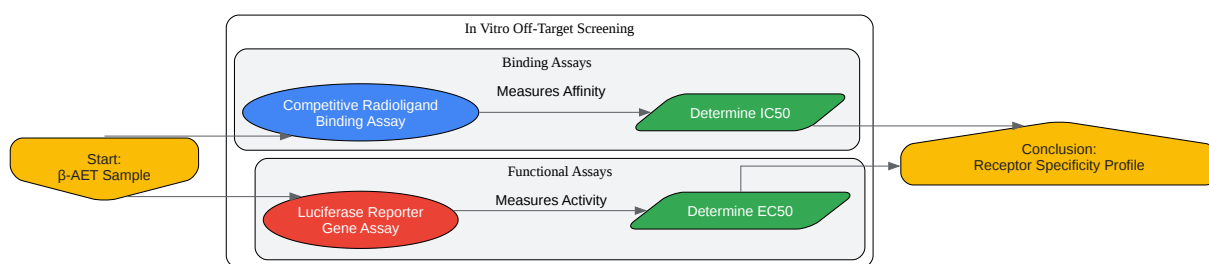 In Vitro Off-Target Screening
Binding Assays
Measures Affinity
Competitive Radioligand
Binding Assay
Determine IC50
Start:
β-AET Sample
Conclusion:
Receptor Specificity Profile
Functional Assays
Measures Activity
Luciferase Reporter
Gene Assay
Determine EC50